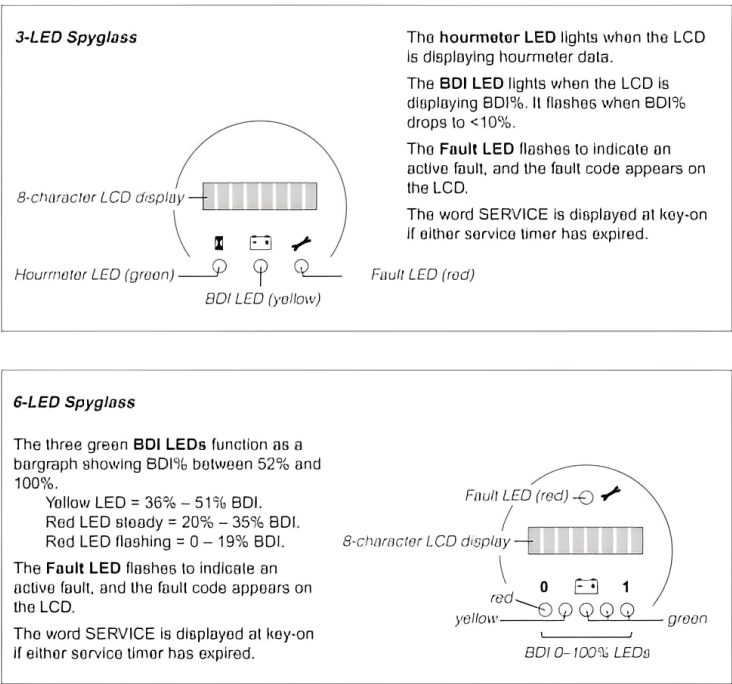 3-LED Spyglass
The hourmeter LED lights when the LCD
is displaying hourmeter data.
The BDI LED lights when the LCD is
displaying BDI%. It flashes when BDI%
drops to <10%.
The Fault LED flashes to indicate an
active fault, and the fault code appears on
the LCD.
The word SERVICE is displayed at key-on
if either service timer has expired.
8-character LCD display
Hourmeter LED (green)
BDI LED (yellow)
Fault LED (red)
6-LED Spyglass
The three green BDI LEDs function as a
bargraph showing BDI% between 52% and
100%.
Yellow LED = 36% – 51% BDI.
Red LED steady = 20% – 35% BDI.
Red LED flashing = 0 – 19% BDI.
The Fault LED flashes to indicate an
active fault, and the fault code appears on
the LCD.
The word SERVICE is displayed at key-on
if either service timer has expired.
Fault LED (red)
8-character LCD display
0 1
red
yellow
green
BDI 0–100% LEDs